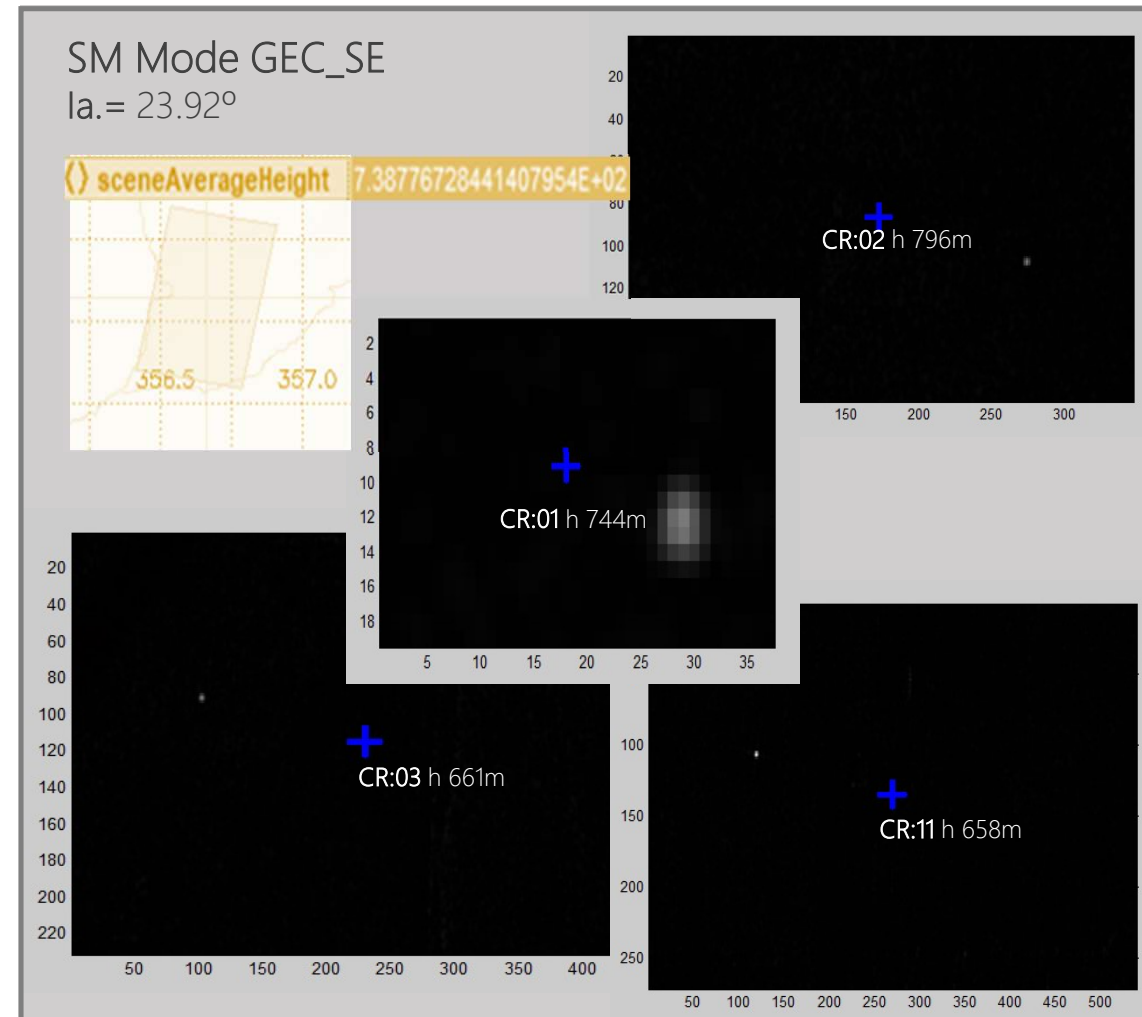 SM Mode GEC_SE
Ia.= 23.92º
⟨⟩ sceneAverageHeight 7.38776728441407954E+02
356.5 357.0
20
40
80
100
120
CR:02 h 796m
150 200 250 300
2
4
6
8
10
12
14
16
18
CR:01 h 744m
5 10 15 20 25 30 35
20
40
60
80
100
120
140
160
180
200
220
CR:03 h 661m
50 100 150 200 250 300 350 400
100
150
200
250
CR:11 h 658m
50 100 150 200 250 300 350 400 450 500